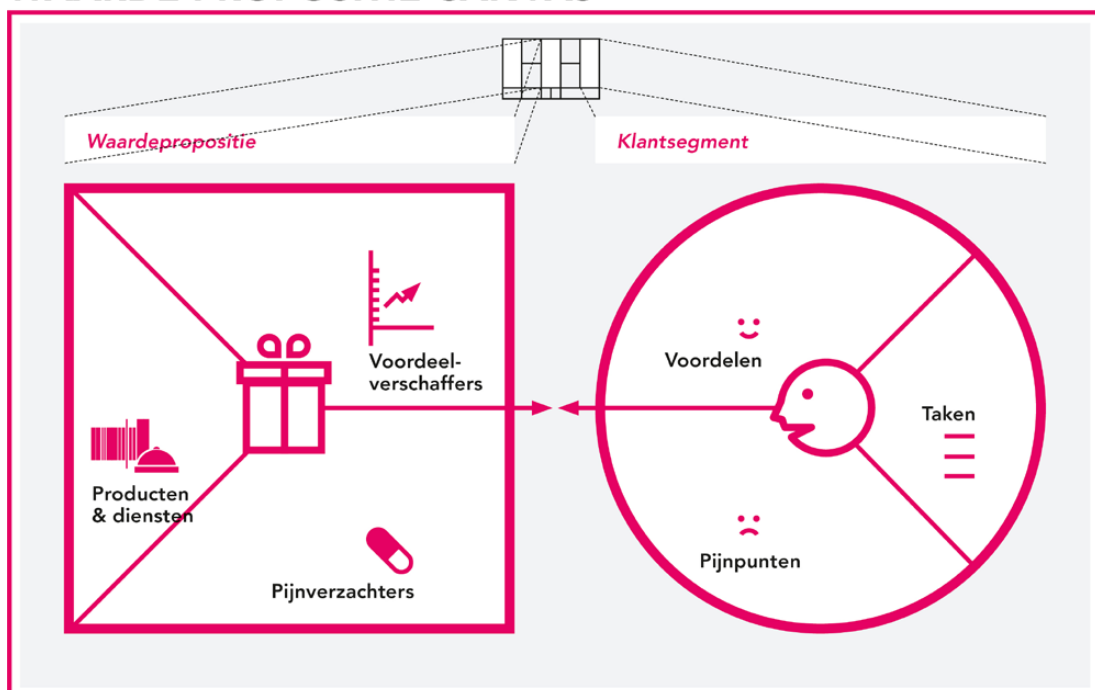 Waardepropositie
Klantsegment
Voordeel-
verschaffers
Producten
& diensten
Pijnverzachters
Voordelen
Taken
Pijnpunten